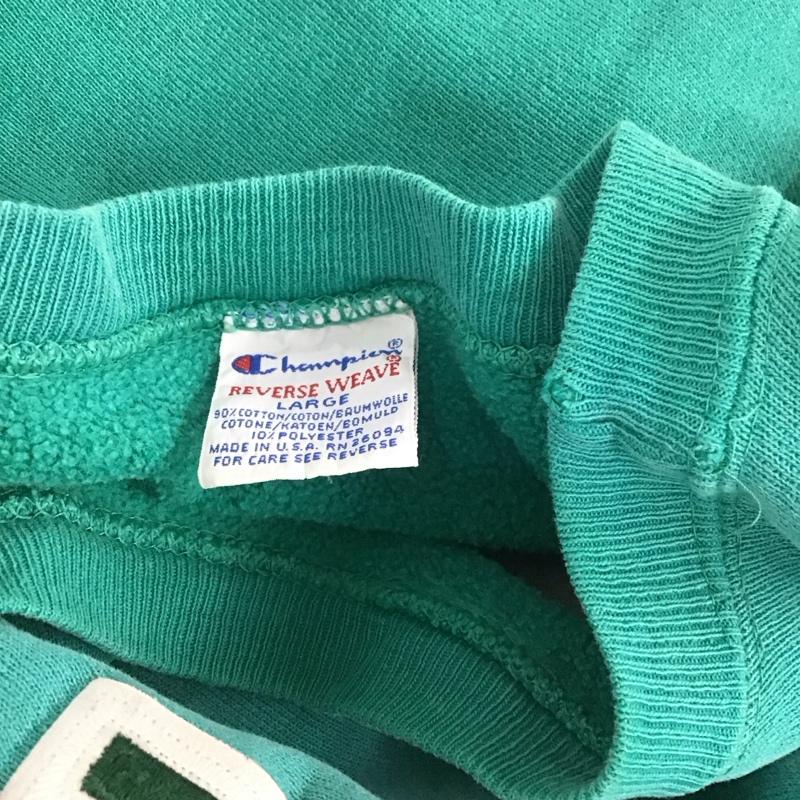 Champion®
REVERSE WEAVE®
LARGE
90% COTTON/COTON/BAUMWOLLE
COTONE/KATOEN/BOMULD
10% POLYESTER
MADE IN U.S.A. RN 26094
FOR CARE SEE REVERSE